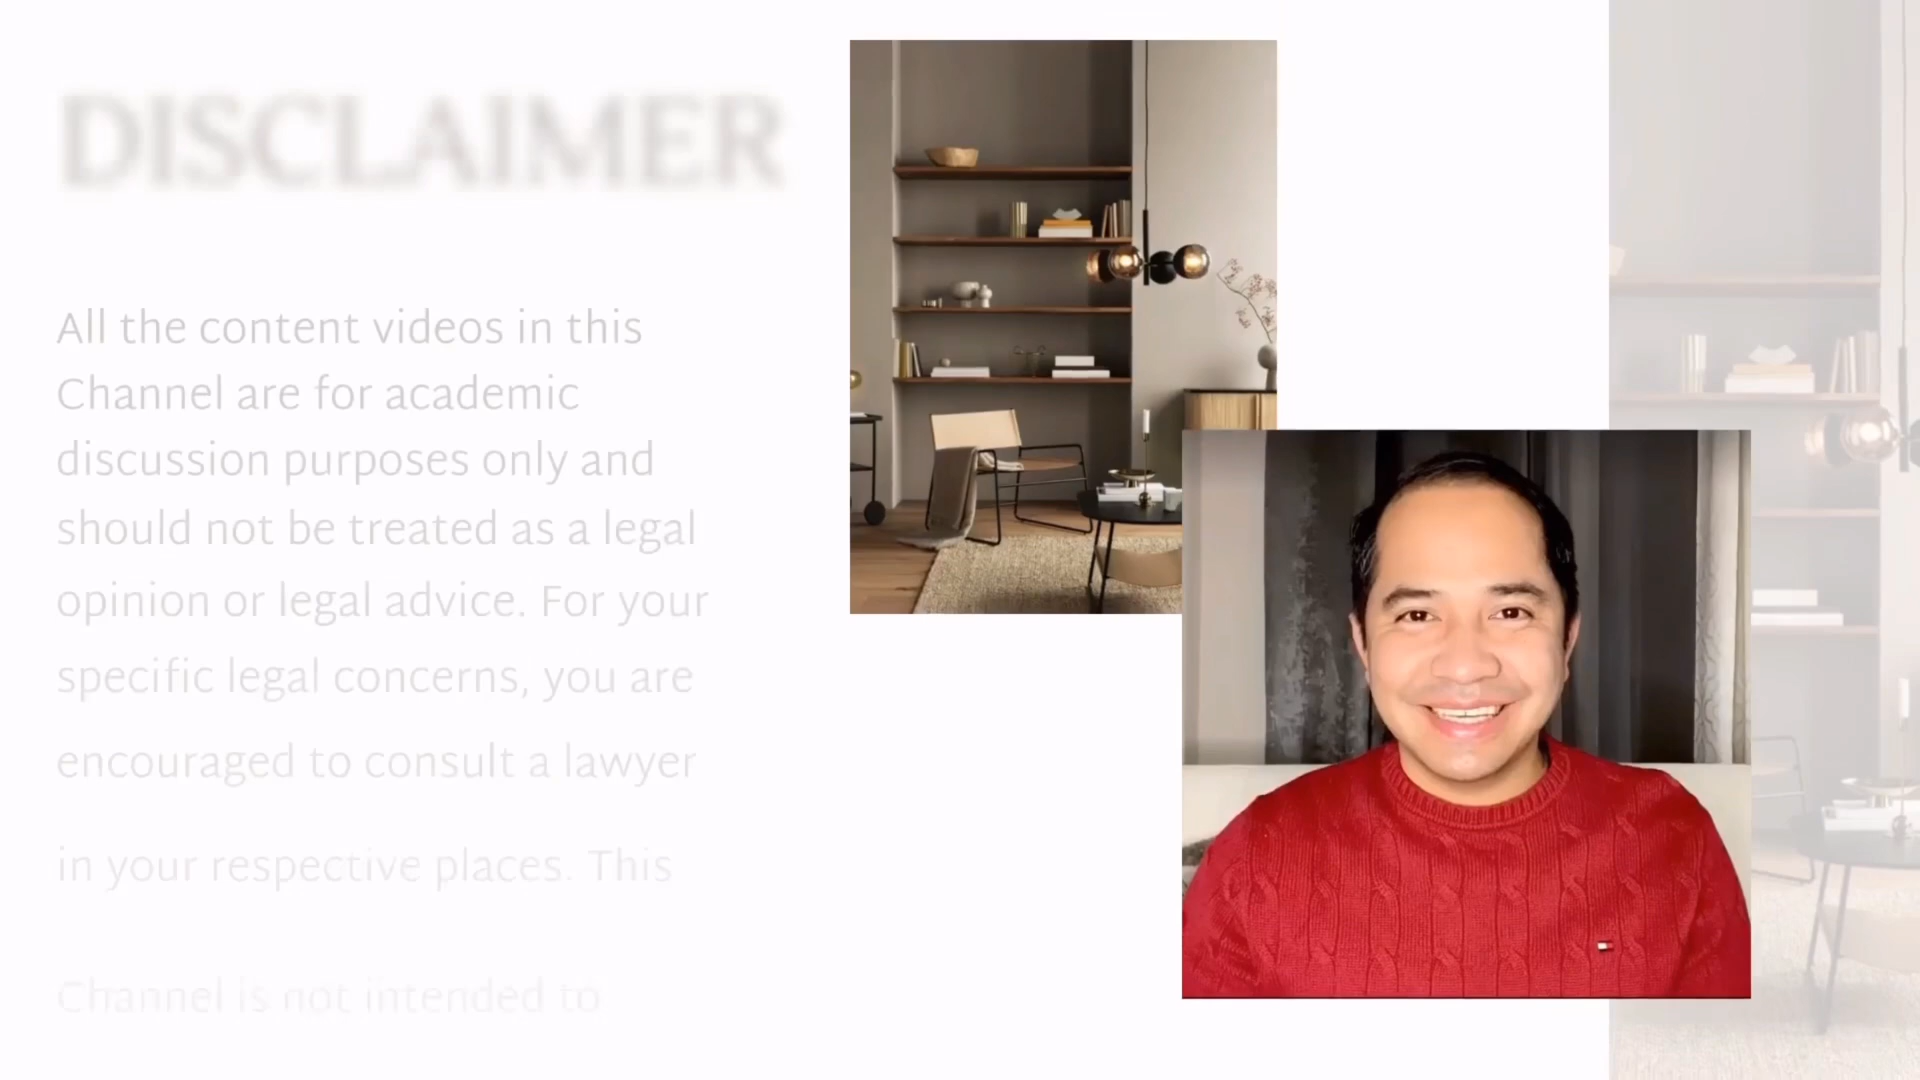 DISCLAIMER
All the content videos in this
Channel are for academic
discussion purposes only and
should not be treated as a legal
opinion or legal advice. For your
specific legal concerns, you are
encouraged to consult a lawyer
in your respective places. This
Channel is not intended to